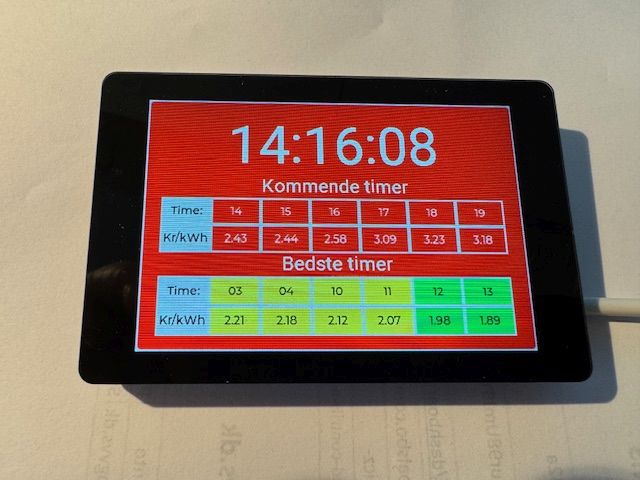 14:16:08
Kommende timer
Time: 14 15 16 17 18 19
Kr/kWh 2.43 2.44 2.58 3.09 3.23 3.18
Bedste timer
Time: 03 04 10 11 12 13
Kr/kWh 2.21 2.18 2.12 2.07 1.98 1.89